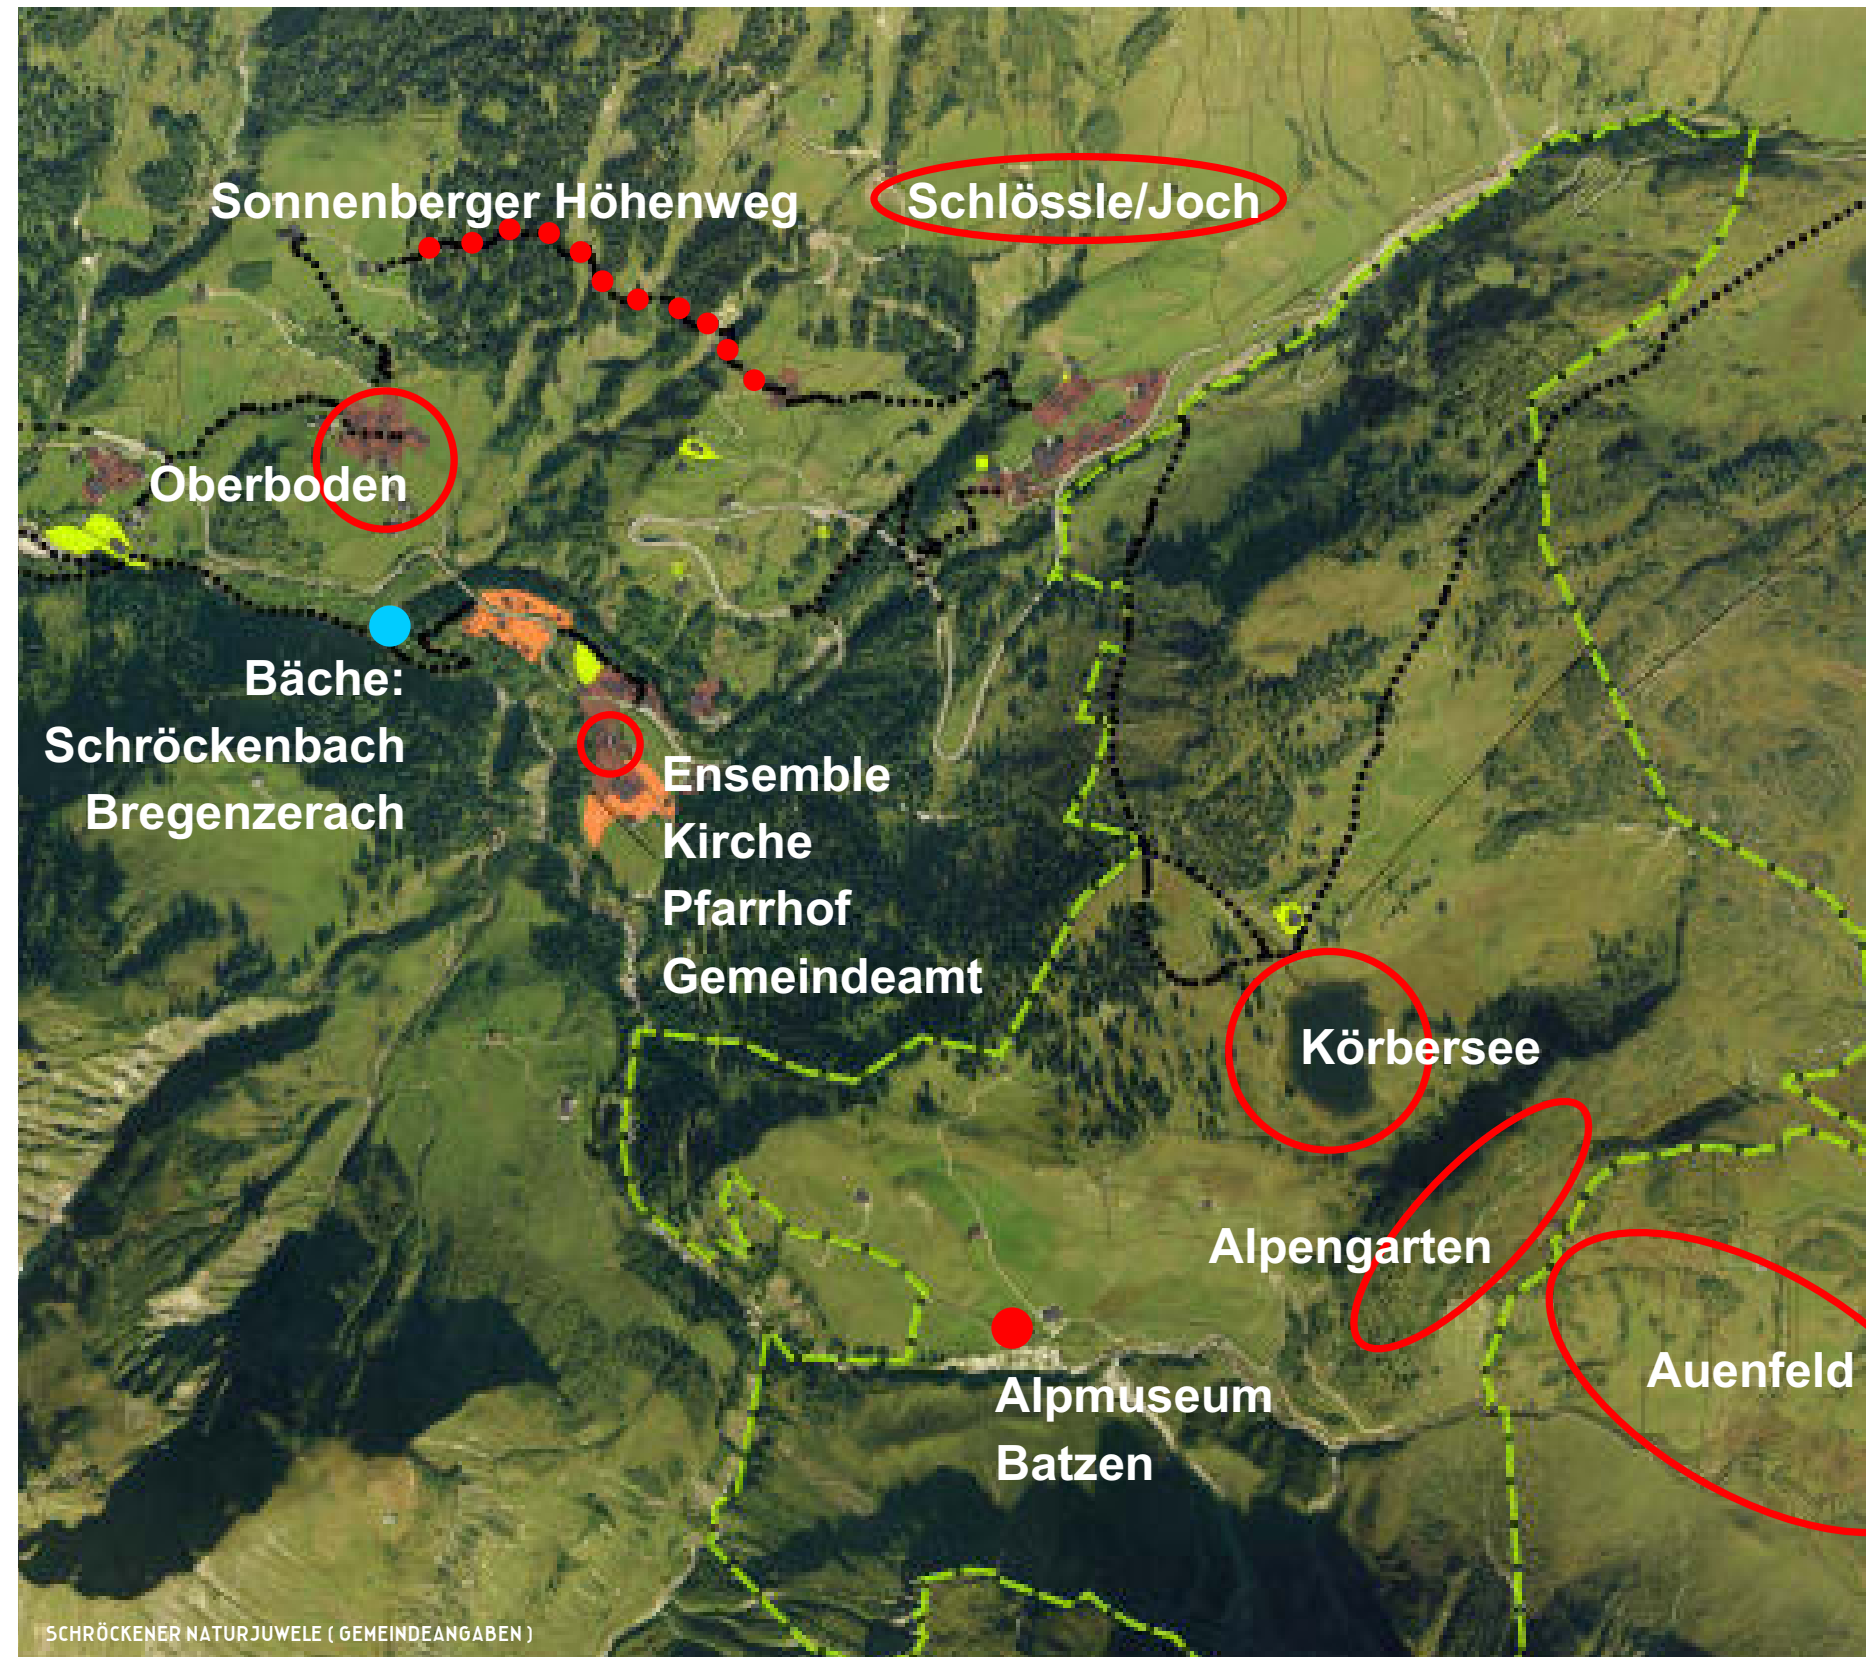 Sonnenberger Höhenweg
Schlössle/Joch
Oberboden
Bäche:
Schröckenbach
Bregenzerach
Ensemble
Kirche
Pfarrhof
Gemeindeamt
Körbersee
Alpengarten
Auenfeld
Alpmuseum
Batzen
SCHRÖCKENER NATURJUWELE ( GEMEINDEANGABEN )